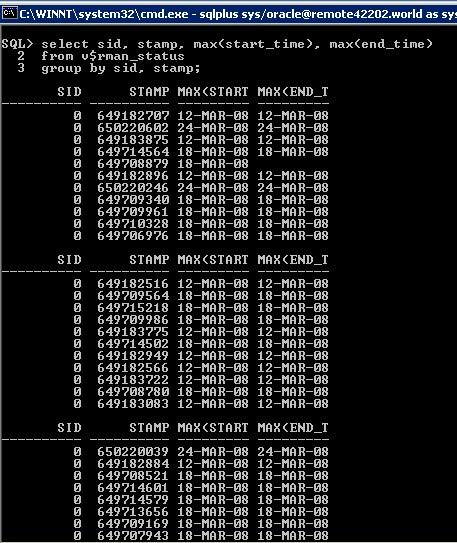 C:\WINNT\system32\cmd.exe - sqlplus sys/oracle@remote42202.world as sys
SQL> select sid, stamp, max(start_time), max(end_time)
2 from v$rman_status
3 group by sid, stamp;
SID STAMP MAX(START MAX(END_T
---------- ---------- --------- ---------
0 649182707 12-MAR-08 12-MAR-08
0 650220602 24-MAR-08 24-MAR-08
0 649183875 12-MAR-08 12-MAR-08
0 649714564 18-MAR-08 18-MAR-08
0 649708879 18-MAR-08
0 649182896 12-MAR-08 12-MAR-08
0 650220246 24-MAR-08 24-MAR-08
0 649709340 18-MAR-08 18-MAR-08
0 649709961 18-MAR-08 18-MAR-08
0 649710328 18-MAR-08 18-MAR-08
0 649706976 18-MAR-08 18-MAR-08
SID STAMP MAX(START MAX(END_T
---------- ---------- --------- ---------
0 649182516 12-MAR-08 12-MAR-08
0 649709564 18-MAR-08 18-MAR-08
0 649715218 18-MAR-08 18-MAR-08
0 649709986 18-MAR-08 18-MAR-08
0 649183775 12-MAR-08 12-MAR-08
0 649714502 18-MAR-08 18-MAR-08
0 649182949 12-MAR-08 12-MAR-08
0 649182566 12-MAR-08 12-MAR-08
0 649183722 12-MAR-08 12-MAR-08
0 649708780 18-MAR-08 18-MAR-08
0 649183083 12-MAR-08 12-MAR-08
SID STAMP MAX(START MAX(END_T
---------- ---------- --------- ---------
0 650220039 24-MAR-08 24-MAR-08
0 649182884 12-MAR-08 12-MAR-08
0 649708521 18-MAR-08 18-MAR-08
0 649714601 18-MAR-08 18-MAR-08
0 649714579 18-MAR-08 18-MAR-08
0 649713656 18-MAR-08 18-MAR-08
0 649709169 18-MAR-08 18-MAR-08
0 649707943 18-MAR-08 18-MAR-08